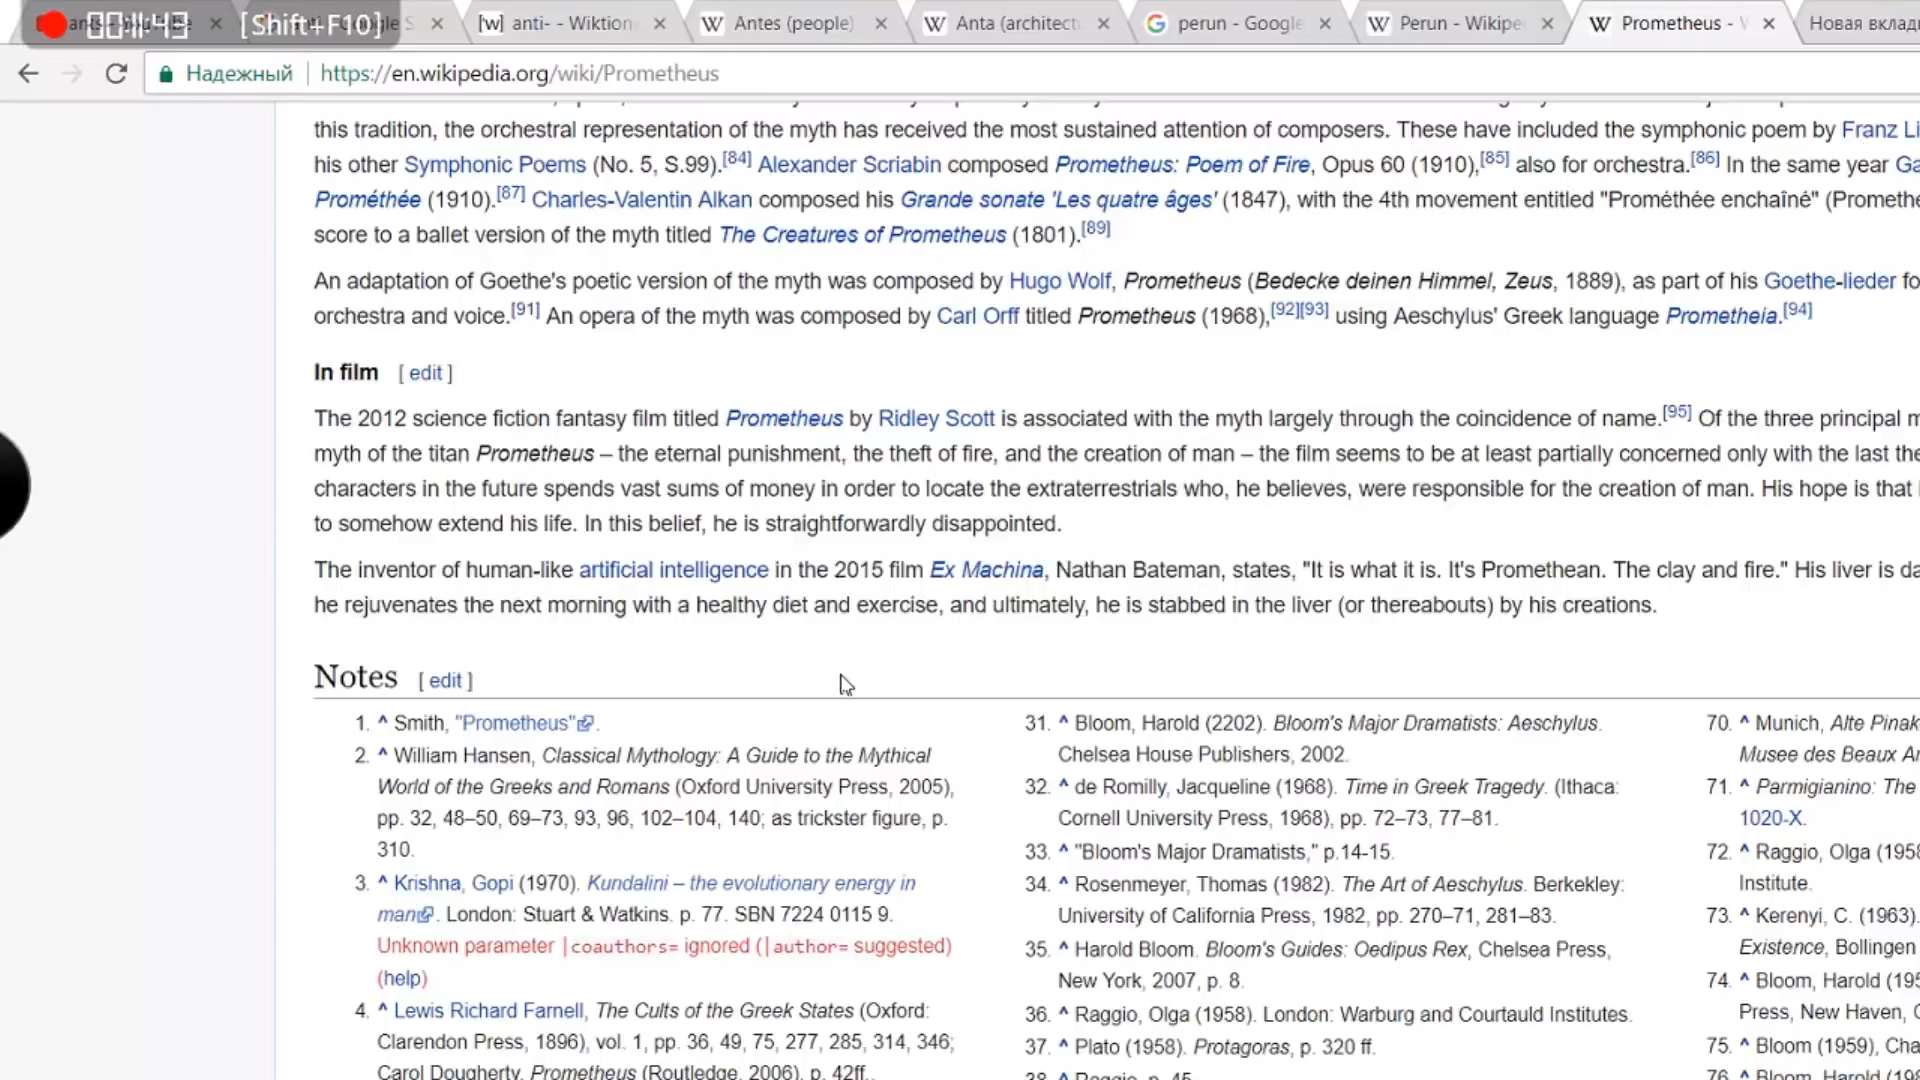 00:11:43 [Shift+F10]
[w] anti- - Wiktion
W Antes (people)
W Anta (architectu
G perun - Google
W Perun - Wikipe
W Prometheus - W
Новая вклад
Надежный https://en.wikipedia.org/wiki/Prometheus
this tradition, the orchestral representation of the myth has received the most sustained attention of composers. These have included the symphonic poem by Franz Li
his other Symphonic Poems (No. 5, S.99).[84] Alexander Scriabin composed Prometheus: Poem of Fire, Opus 60 (1910),[85] also for orchestra.[86] In the same year Ga
Prométhée (1910).[87] Charles-Valentin Alkan composed his Grande sonate 'Les quatre âges' (1847), with the 4th movement entitled "Prométhée enchaîné" (Promethe
score to a ballet version of the myth titled The Creatures of Prometheus (1801).[89]
An adaptation of Goethe's poetic version of the myth was composed by Hugo Wolf, Prometheus (Bedecke deinen Himmel, Zeus, 1889), as part of his Goethe-lieder fo
orchestra and voice.[91] An opera of the myth was composed by Carl Orff titled Prometheus (1968),[92][93] using Aeschylus' Greek language Prometheia.[94]
In film [ edit ]
The 2012 science fiction fantasy film titled Prometheus by Ridley Scott is associated with the myth largely through the coincidence of name.[95] Of the three principal m
myth of the titan Prometheus – the eternal punishment, the theft of fire, and the creation of man – the film seems to be at least partially concerned only with the last the
characters in the future spends vast sums of money in order to locate the extraterrestrials who, he believes, were responsible for the creation of man. His hope is that
to somehow extend his life. In this belief, he is straightforwardly disappointed.
The inventor of human-like artificial intelligence in the 2015 film Ex Machina, Nathan Bateman, states, "It is what it is. It's Promethean. The clay and fire." His liver is da
he rejuvenates the next morning with a healthy diet and exercise, and ultimately, he is stabbed in the liver (or thereabouts) by his creations.
Notes [ edit ]
1. ^ Smith, "Prometheus".
2. ^ William Hansen, Classical Mythology: A Guide to the Mythical
World of the Greeks and Romans (Oxford University Press, 2005),
pp. 32, 48–50, 69–73, 93, 96, 102–104, 140; as trickster figure, p.
310.
3. ^ Krishna, Gopi (1970). Kundalini – the evolutionary energy in
man. London: Stuart & Watkins. p. 77. SBN 7224 0115 9.
Unknown parameter |coauthors= ignored (|author= suggested)
(help)
4. ^ Lewis Richard Farnell, The Cults of the Greek States (Oxford:
Clarendon Press, 1896), vol. 1, pp. 36, 49, 75, 277, 285, 314, 346;
Carol Dougherty, Prometheus (Routledge, 2006), p. 42ff..
31. ^ Bloom, Harold (2202). Bloom's Major Dramatists: Aeschylus.
Chelsea House Publishers, 2002.
32. ^ de Romilly, Jacqueline (1968). Time in Greek Tragedy. (Ithaca:
Cornell University Press, 1968), pp. 72–73, 77–81.
33. ^ "Bloom's Major Dramatists," p.14-15.
34. ^ Rosenmeyer, Thomas (1982). The Art of Aeschylus. Berkekley:
University of California Press, 1982, pp. 270–71, 281–83.
35. ^ Harold Bloom. Bloom's Guides: Oedipus Rex, Chelsea Press,
New York, 2007, p. 8.
36. ^ Raggio, Olga (1958). London: Warburg and Courtauld Institutes.
37. ^ Plato (1958). Protagoras, p. 320 ff.
38. ^ Raggio, p. 45
70. ^ Munich, Alte Pinak
Musee des Beaux Ar
71. ^ Parmigianino: The
1020-X.
72. ^ Raggio, Olga (1958
Institute.
73. ^ Kerenyi, C. (1963).
Existence, Bollingen
74. ^ Bloom, Harold (195
Press, New Haven, C
75. ^ Bloom (1959), Cha
76. ^ Bloom, Harold (198